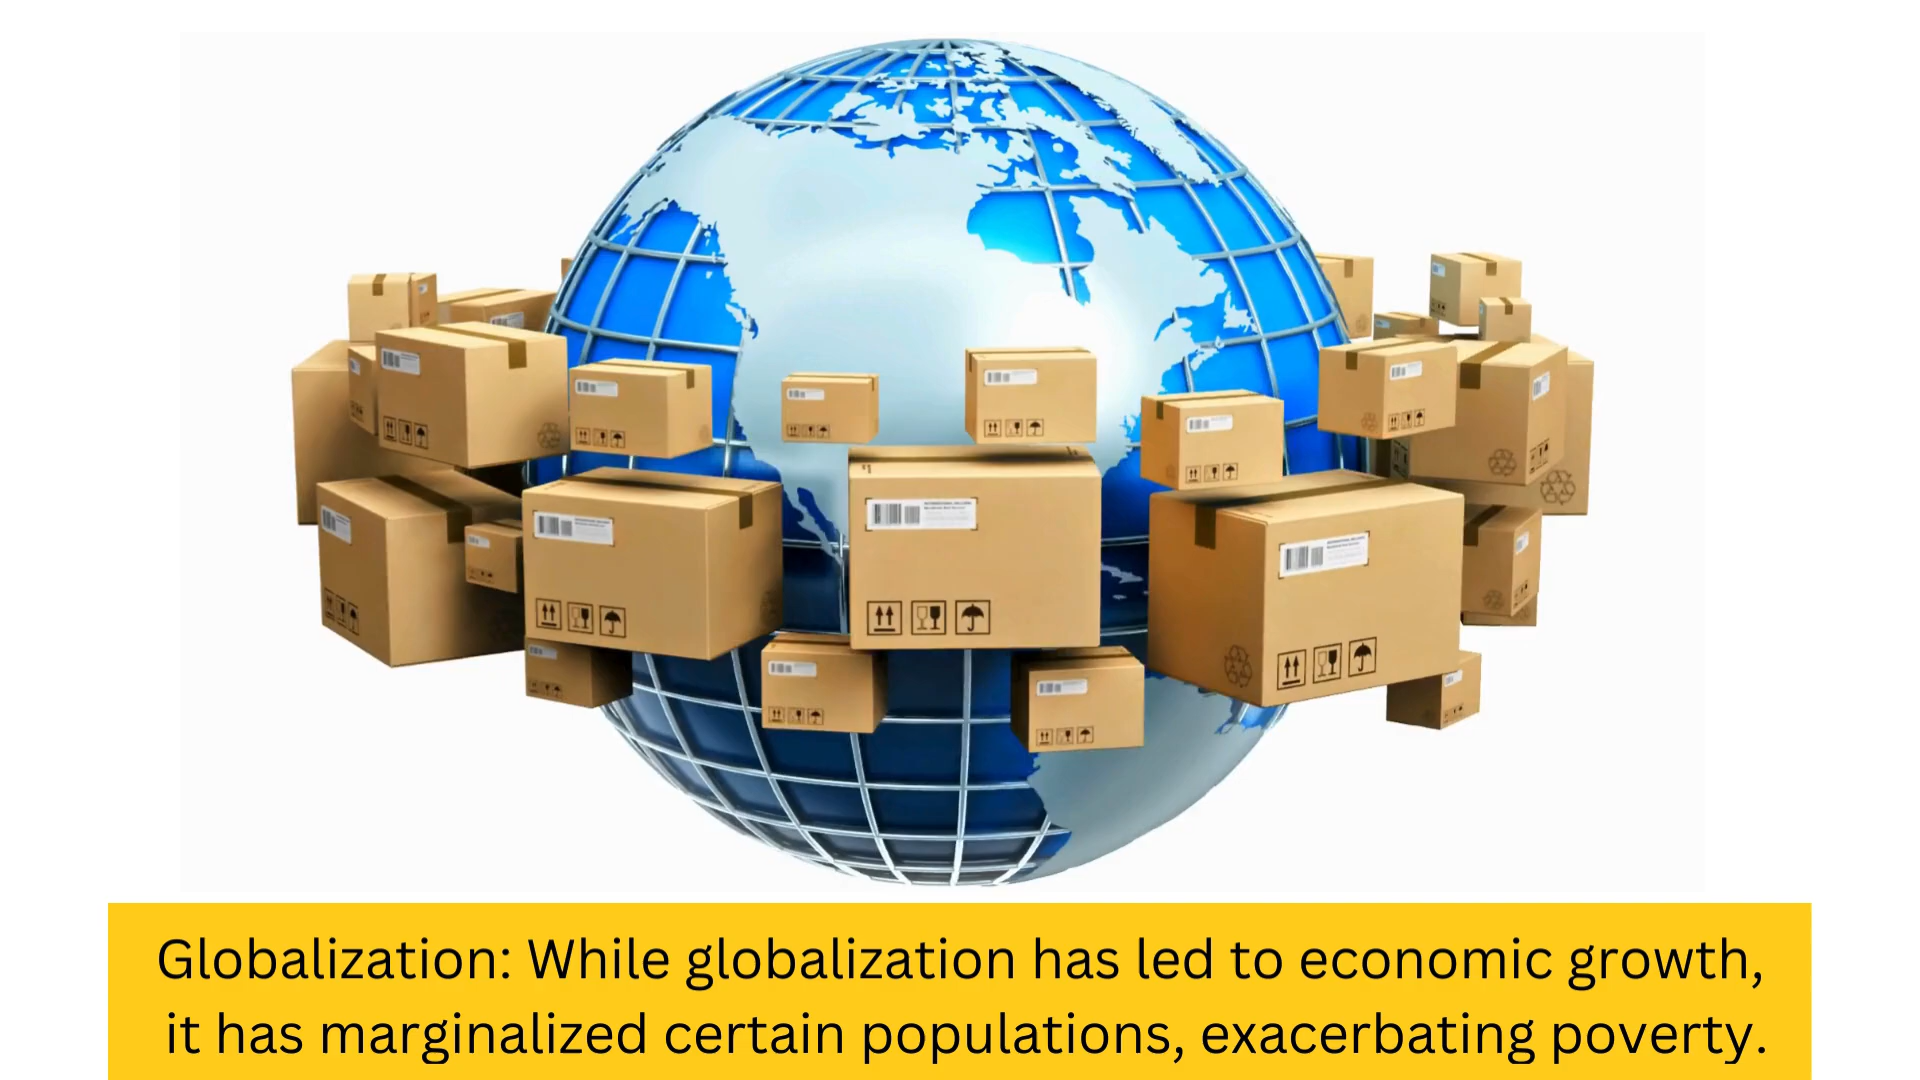 Globalization: While globalization has led to economic growth,
it has marginalized certain populations, exacerbating poverty.